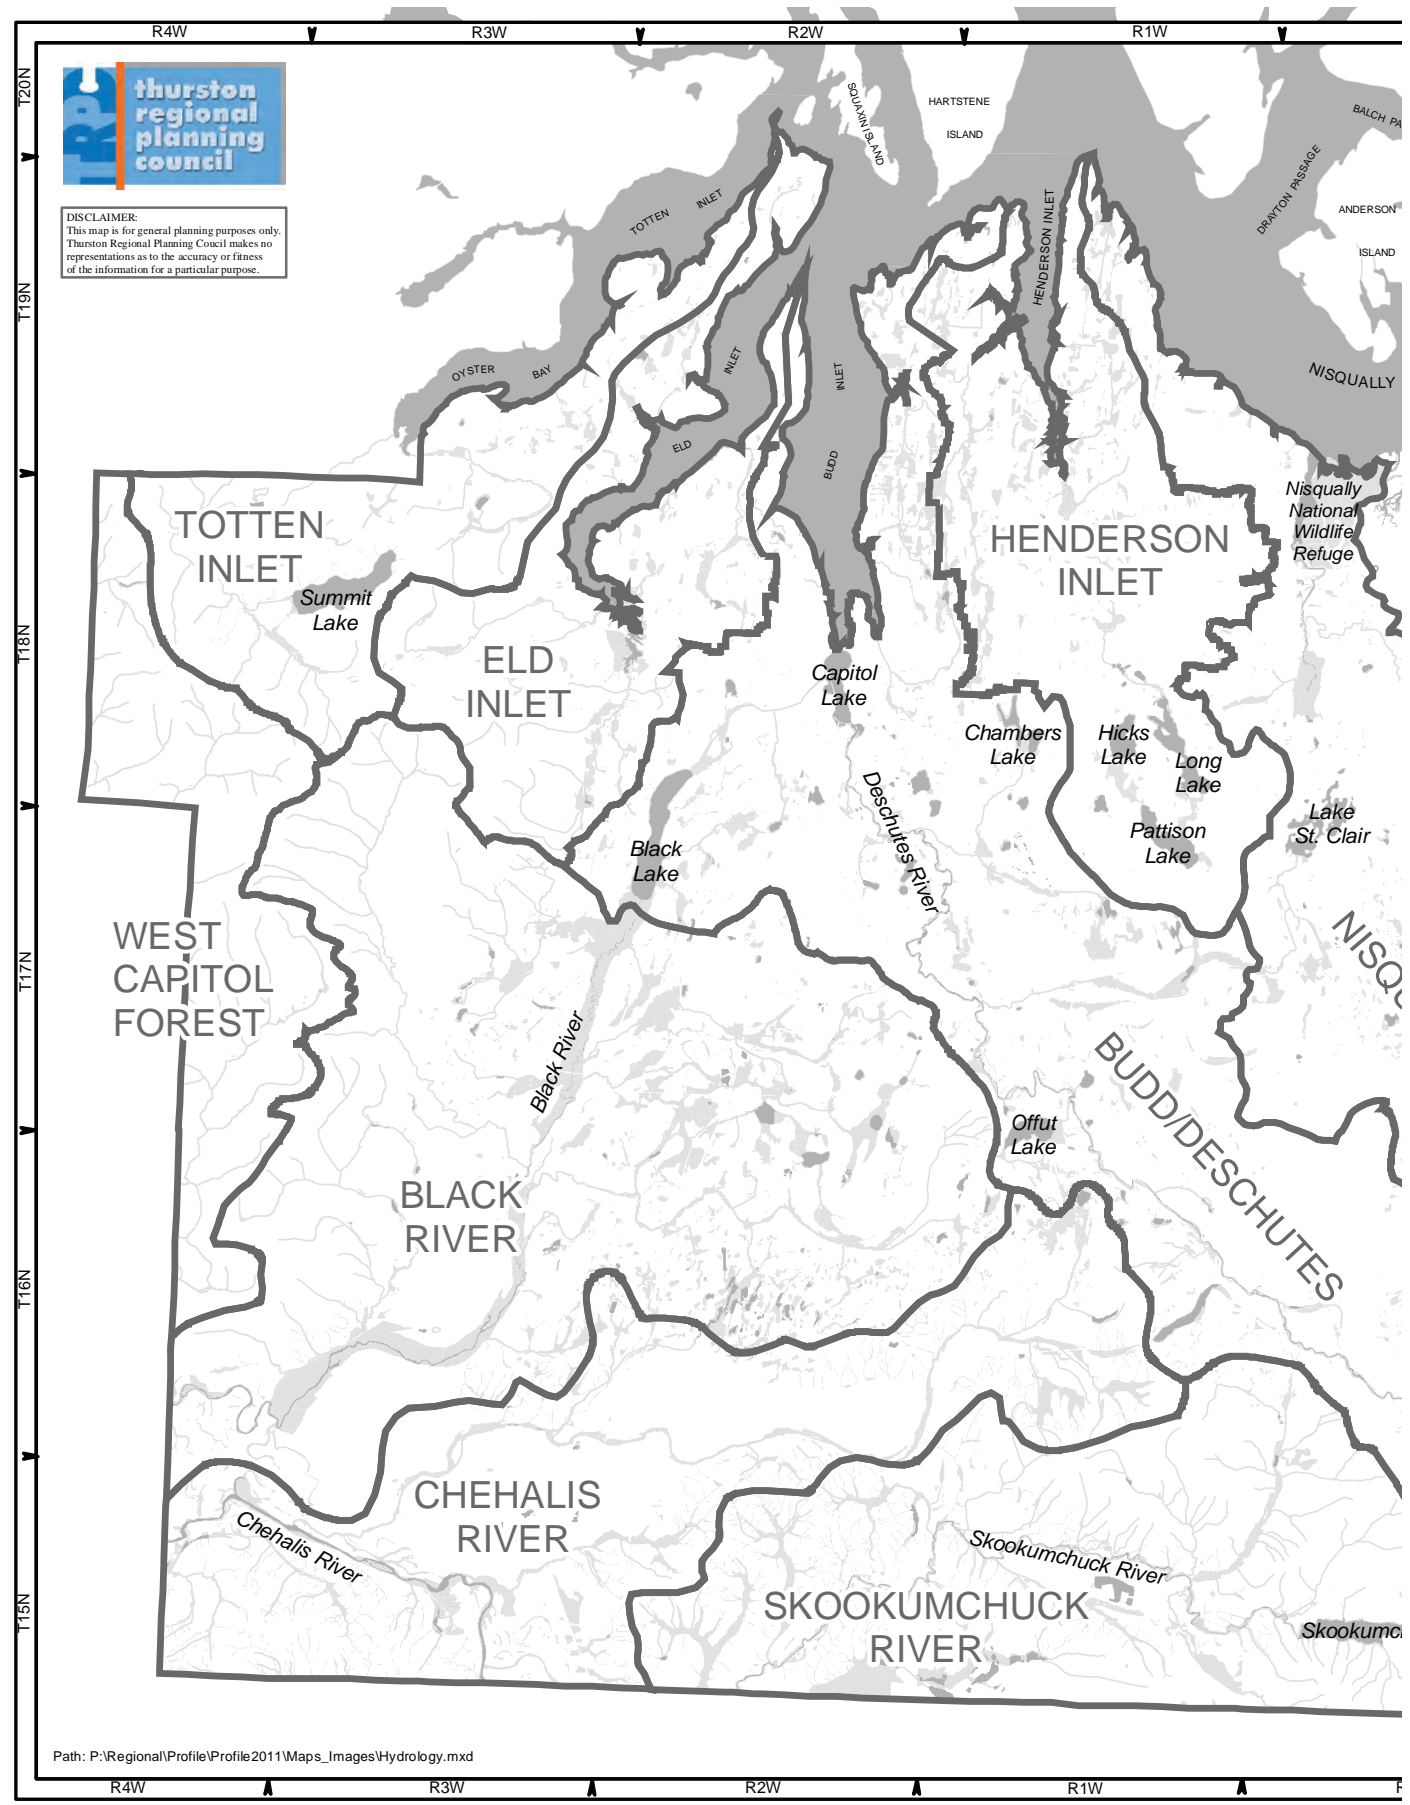 R4W
R3W
R2W
R1W
T20N
T19N
T18N
T17N
T16N
T15N
TRPC
thurston
regional
planning
council
DISCLAIMER:
This map is for general planning purposes only.
Thurston Regional Planning Coucil makes no
representations as to the accuracy or fitness
of the information for a particular purpose.
SQUAXIN ISLAND
HARTSTENE
ISLAND
BALCH PA
DRAYTON PASSAGE
ANDERSON
ISLAND
TOTTEN INLET
HENDERSON INLET
OYSTER BAY
INLET
ELD
INLET
BUDD
NISQUALLY
Nisqually
National
Wildlife
Refuge
TOTTEN
INLET
Summit
Lake
HENDERSON
INLET
ELD
INLET
Capitol
Lake
Chambers
Lake
Hicks
Lake
Long
Lake
Pattison
Lake
Lake
St. Clair
Deschutes River
Black
Lake
WEST
CAPITOL
FOREST
NISQU
Black River
BUDD/DESCHUTES
Offut
Lake
BLACK
RIVER
CHEHALIS
RIVER
Chehalis River
Skookumchuck River
SKOOKUMCHUCK
RIVER
Skookumc
Path: P:\Regional\Profile\Profile2011\Maps_Images\Hydrology.mxd
R4W
R3W
R2W
R1W